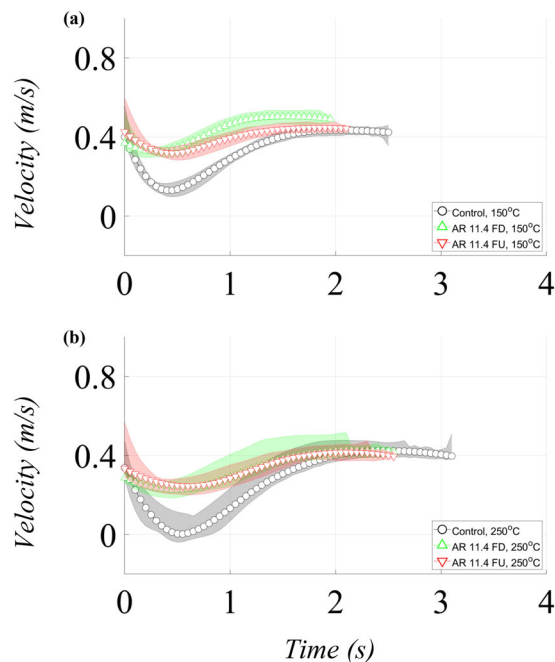 (a)
0.8
0.4
0
Velocity (m/s)
Control, 150°C
AR 11.4 FD, 150°C
AR 11.4 FU, 150°C
0 1 2 3 4
(b)
0.8
0.4
0
Velocity (m/s)
Control, 250°C
AR 11.4 FD, 250°C
AR 11.4 FU, 250°C
0 1 2 3 4
Time (s)